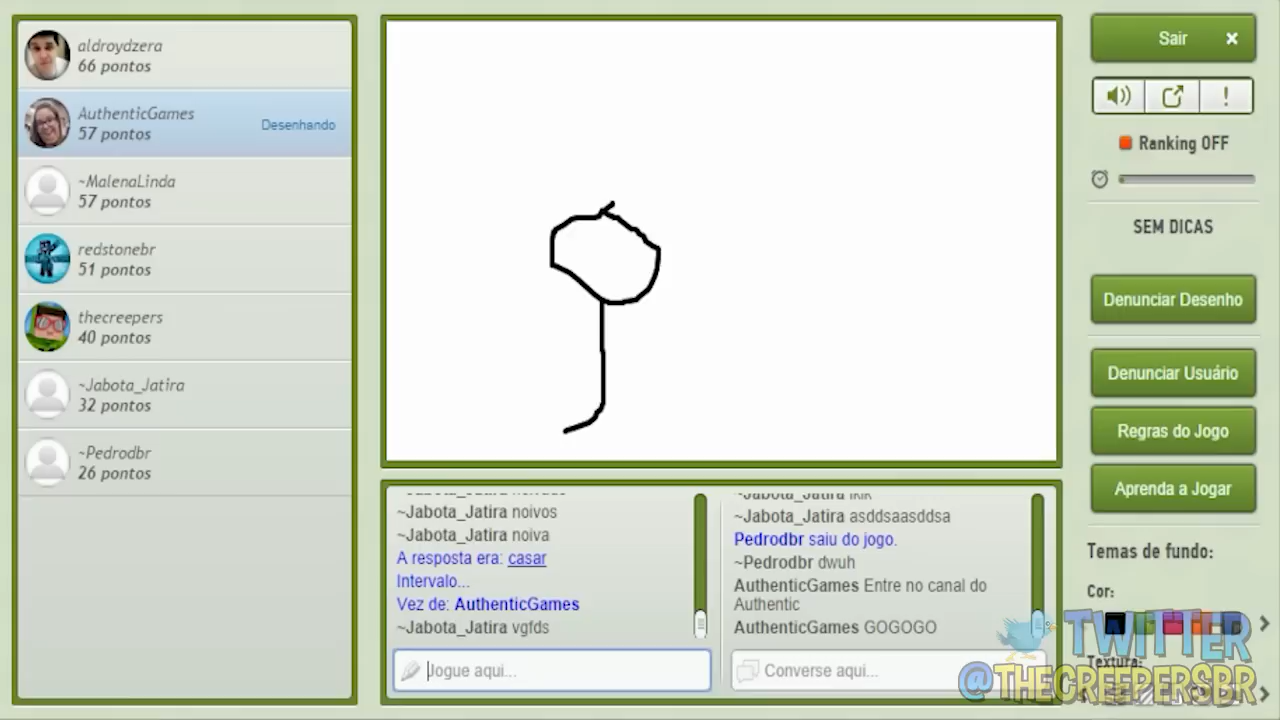 aldroydzera
66 pontos
AuthenticGames
57 pontos
Desenhando
~MalenaLinda
57 pontos
redstonebr
51 pontos
thecreepers
40 pontos
~Jabota_Jatira
32 pontos
~Pedrodbr
26 pontos
~Jabota_Jatira noivos
~Jabota_Jatira noiva
A resposta era: casar
Intervalo...
Vez de: AuthenticGames
~Jabota_Jatira vgfds
Jogue aqui...
~Jabota_Jatira
~Jabota_Jatira asddsaasddsa
Pedrodbr saiu do jogo.
~Pedrodbr dwuh
AuthenticGames Entre no canal do
Authentic
AuthenticGames GOGOGO
Converse aqui...
Sair
Ranking OFF
SEM DICAS
Denunciar Desenho
Denunciar Usuário
Regras do Jogo
Aprenda a Jogar
Temas de fundo:
Cor:
Textura:
TWITTER
@THECREEPERSBR